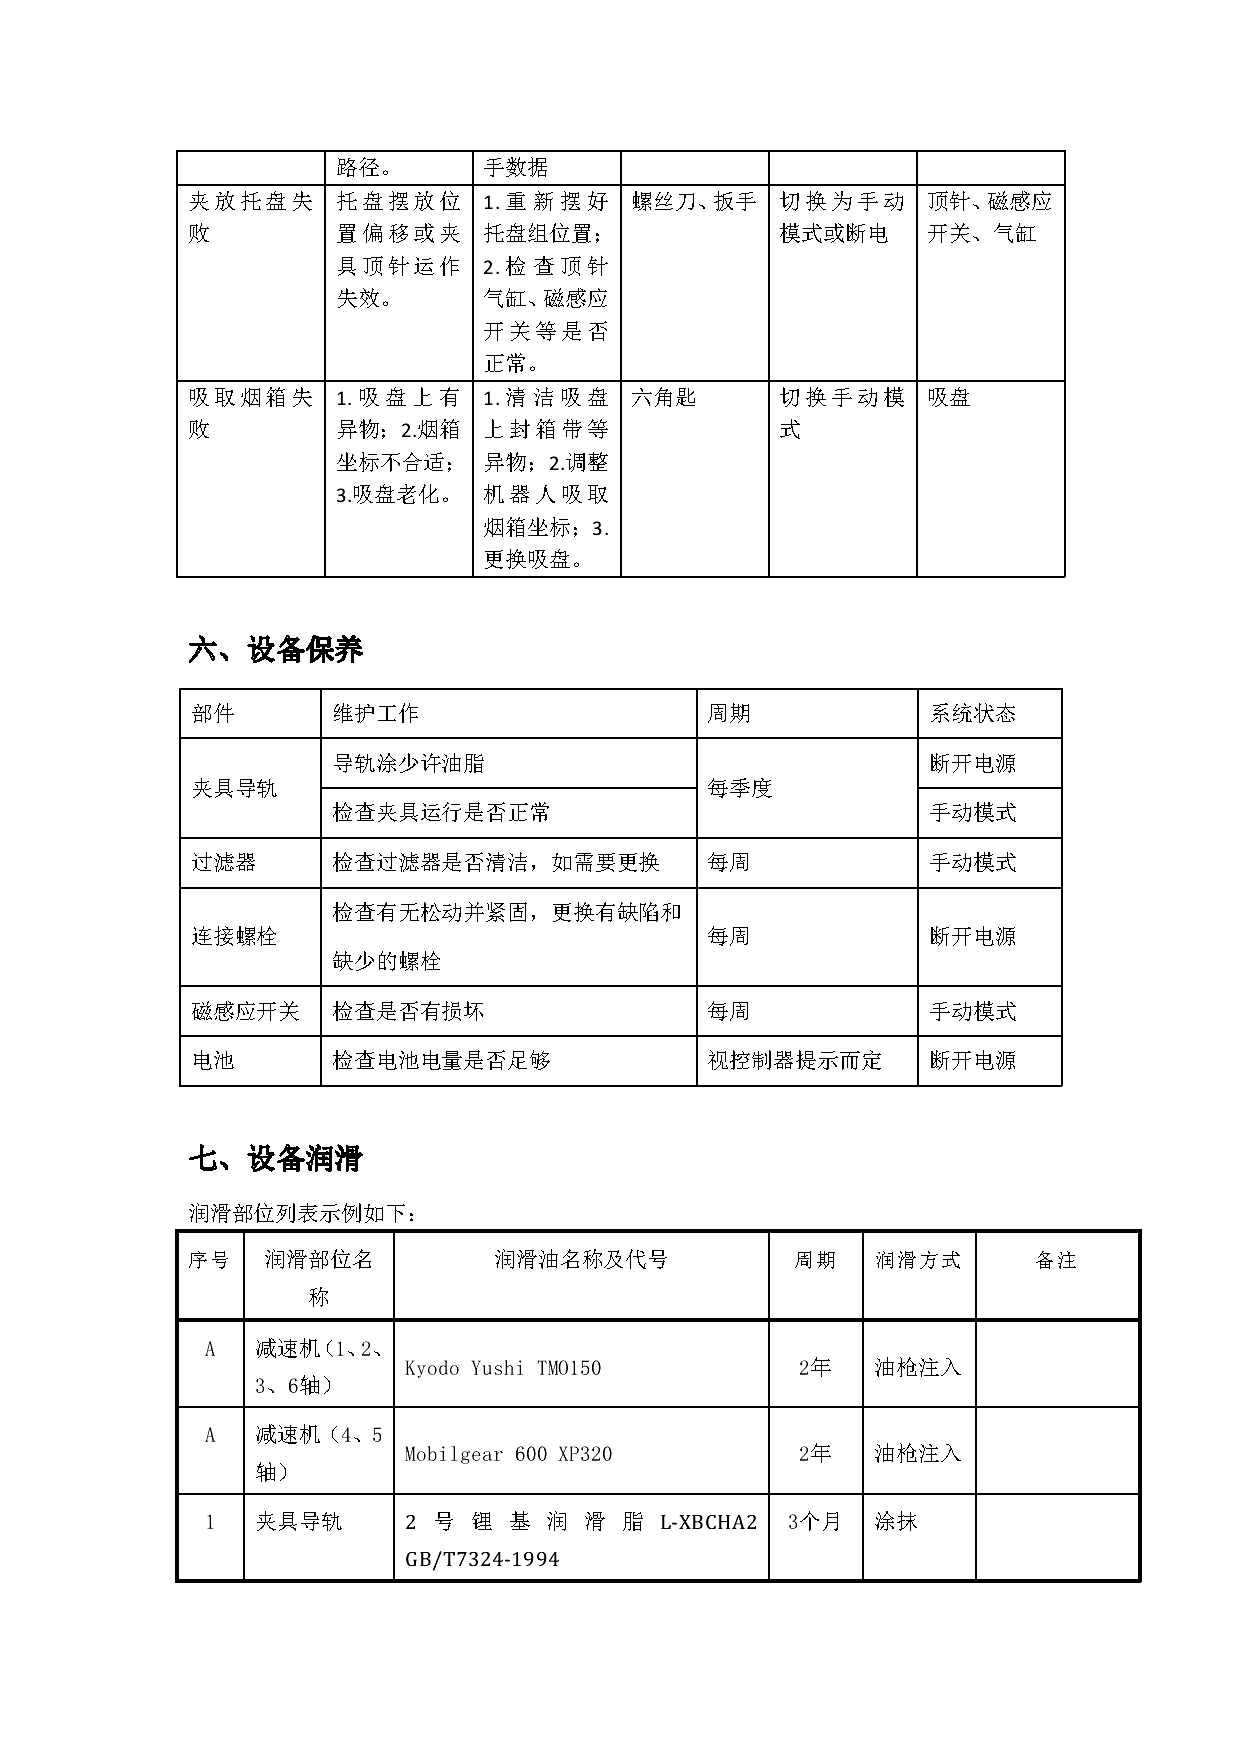 路径。
手数据
夹放托盘失
败
托盘摆放位
置偏移或夹
具顶针运作
失效。
1.重新摆好
托盘组位置；
2.检查顶针
气缸、磁感应
开关等是否
正常。
螺丝刀、扳手
切换为手动
模式或断电
顶针、磁感应
开关、气缸
吸取烟箱失
败
1.吸盘上有
异物；2.烟箱
坐标不合适；
3.吸盘老化。
1.清洁吸盘
上封箱带等
异物；2.调整
机器人吸取
烟箱坐标；3.
更换吸盘。
六角匙
切换手动模
式
吸盘
六、设备保养
部件
维护工作
周期
系统状态
夹具导轨
导轨涂少许油脂
每季度
断开电源
检查夹具运行是否正常
手动模式
过滤器
检查过滤器是否清洁，如需要更换
每周
手动模式
连接螺栓
检查有无松动并紧固，更换有缺陷和
缺少的螺栓
每周
断开电源
磁感应开关
检查是否有损坏
每周
手动模式
电池
检查电池电量是否足够
视控制器提示而定
断开电源
七、设备润滑
润滑部位列表示例如下：
序号
润滑部位名
称
润滑油名称及代号
周期
润滑方式
备注
A
减速机（1、2、
3、6轴）
Kyodo Yushi TMO150
2年
油枪注入
A
减速机（4、5
轴）
Mobilgear 600 XP320
2年
油枪注入
1
夹具导轨
2 号 锂 基 润 滑 脂 L-XBCHA2
GB/T7324-1994
3个月
涂抹